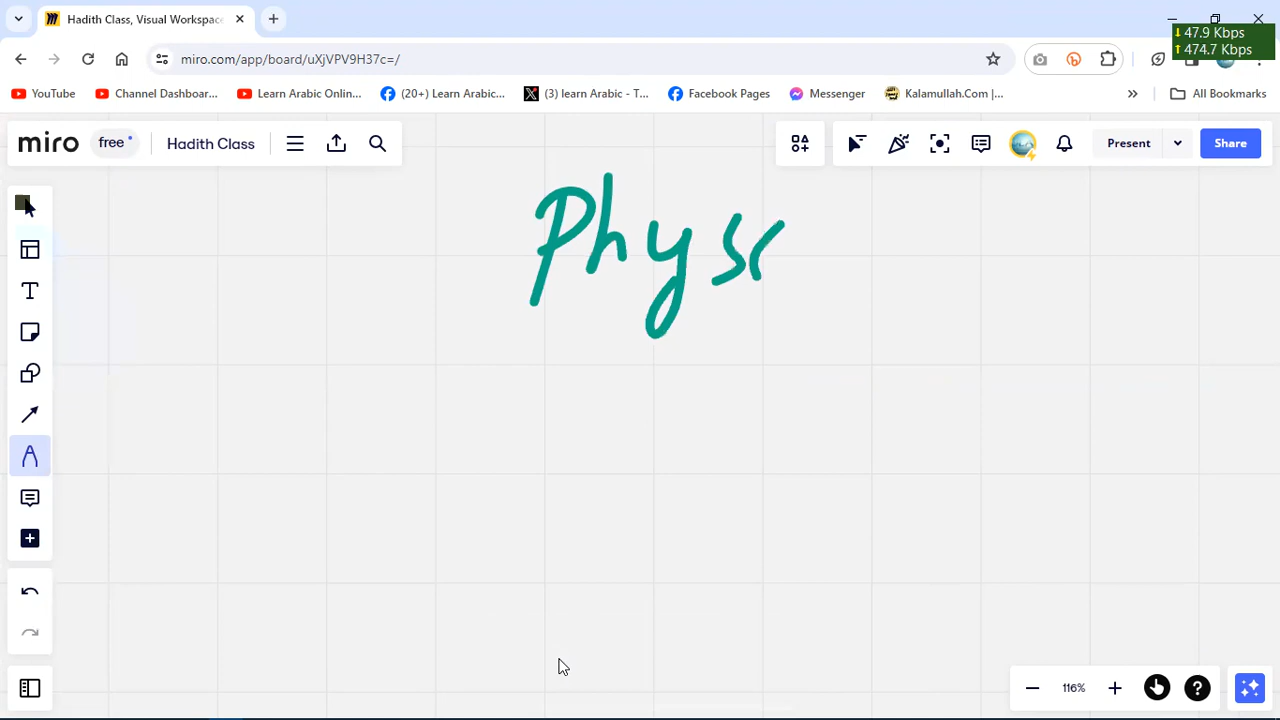 Hadith Class, Visual Workspace
miro.com/app/board/uXjVPV9H37c=/
47.9 Kbps
474.7 Kbps
YouTube
Channel Dashboar...
Learn Arabic Onlin...
(20+) Learn Arabic...
(3) learn Arabic - T...
Facebook Pages
Messenger
Kalamullah.Com |...
All Bookmarks
miro
free
Hadith Class
Present
Share
116%